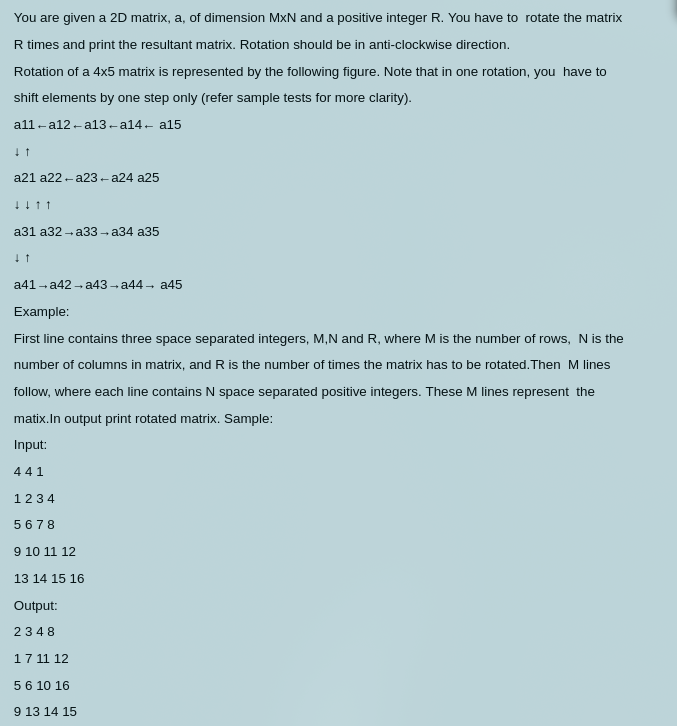 You are given a 2D matrix, a, of dimension MxN and a positive integer R. You have to rotate the matrix
R times and print the resultant matrix. Rotation should be in anti-clockwise direction.
Rotation of a 4x5 matrix is represented by the following figure. Note that in one rotation, you have to
shift elements by one step only (refer sample tests for more clarity).
a11←a12←a13←a14← a15
↓ ↑
a21 a22←a23←a24 a25
↓ ↓ ↑ ↑
a31 a32→a33→a34 a35
↓ ↑
a41→a42→a43→a44→ a45
Example:
First line contains three space separated integers, M,N and R, where M is the number of rows, N is the
number of columns in matrix, and R is the number of times the matrix has to be rotated.Then M lines
follow, where each line contains N space separated positive integers. These M lines represent the
matix.In output print rotated matrix. Sample:
Input:
4 4 1
1 2 3 4
5 6 7 8
9 10 11 12
13 14 15 16
Output:
2 3 4 8
1 7 11 12
5 6 10 16
9 13 14 15